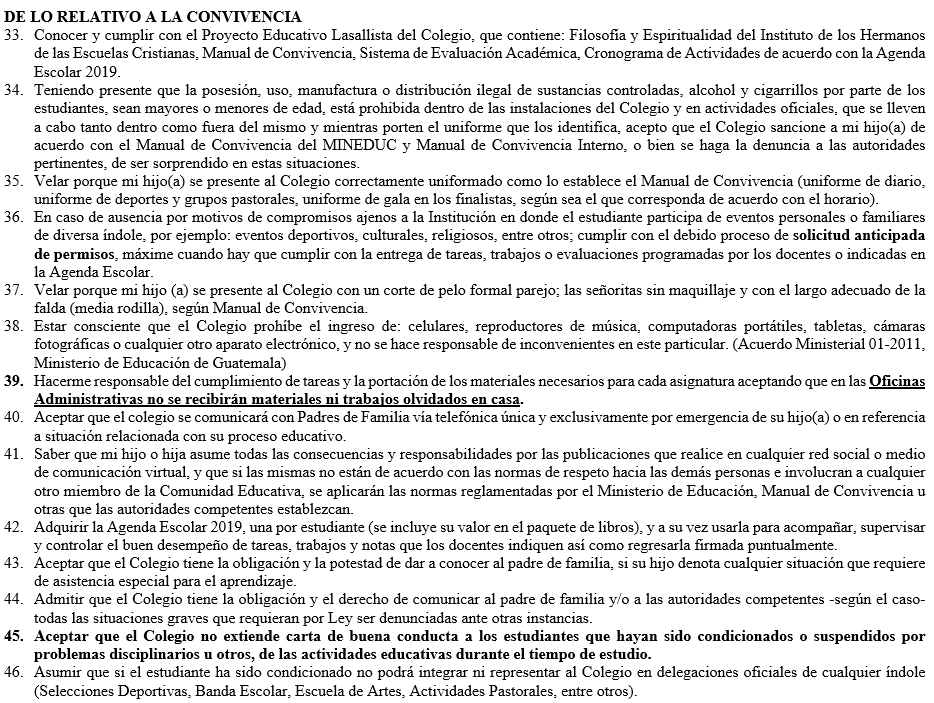 DE LO RELATIVO A LA CONVIVENCIA
33. Conocer y cumplir con el Proyecto Educativo Lasallista del Colegio, que contiene: Filosofía y Espiritualidad del Instituto de los Hermanos
de las Escuelas Cristianas, Manual de Convivencia, Sistema de Evaluación Académica, Cronograma de Actividades de acuerdo con la Agenda
Escolar 2019.
34. Teniendo presente que la posesión, uso, manufactura o distribución ilegal de sustancias controladas, alcohol y cigarrillos por parte de los
estudiantes, sean mayores o menores de edad, está prohibida dentro de las instalaciones del Colegio y en actividades oficiales, que se lleven
a cabo tanto dentro como fuera del mismo y mientras porten el uniforme que los identifica, acepto que el Colegio sancione a mi hijo(a) de
acuerdo con el Manual de Convivencia del MINEDUC y Manual de Convivencia Interno, o bien se haga la denuncia a las autoridades
pertinentes, de ser sorprendido en estas situaciones.
35. Velar porque mi hijo(a) se presente al Colegio correctamente uniformado como lo establece el Manual de Convivencia (uniforme de diario,
uniforme de deportes y grupos pastorales, uniforme de gala en los finalistas, según sea el que corresponda de acuerdo con el horario).
36. En caso de ausencia por motivos de compromisos ajenos a la Institución en donde el estudiante participa de eventos personales o familiares
de diversa índole, por ejemplo: eventos deportivos, culturales, religiosos, entre otros; cumplir con el debido proceso de solicitud anticipada
de permisos, máxime cuando hay que cumplir con la entrega de tareas, trabajos o evaluaciones programadas por los docentes o indicadas en
la Agenda Escolar.
37. Velar porque mi hijo (a) se presente al Colegio con un corte de pelo formal parejo; las señoritas sin maquillaje y con el largo adecuado de la
falda (media rodilla), según Manual de Convivencia.
38. Estar consciente que el Colegio prohíbe el ingreso de: celulares, reproductores de música, computadoras portátiles, tabletas, cámaras
fotográficas o cualquier otro aparato electrónico, y no se hace responsable de inconvenientes en este particular. (Acuerdo Ministerial 01-2011,
Ministerio de Educación de Guatemala)
39. Hacerme responsable del cumplimiento de tareas y la portación de los materiales necesarios para cada asignatura aceptando que en las Oficinas
Administrativas no se recibirán materiales ni trabajos olvidados en casa.
40. Aceptar que el colegio se comunicará con Padres de Familia vía telefónica única y exclusivamente por emergencia de su hijo(a) o en referencia
a situación relacionada con su proceso educativo.
41. Saber que mi hijo o hija asume todas las consecuencias y responsabilidades por las publicaciones que realice en cualquier red social o medio
de comunicación virtual, y que si las mismas no están de acuerdo con las normas de respeto hacia las demás personas e involucran a cualquier
otro miembro de la Comunidad Educativa, se aplicarán las normas reglamentadas por el Ministerio de Educación, Manual de Convivencia u
otras que las autoridades competentes establezcan.
42. Adquirir la Agenda Escolar 2019, una por estudiante (se incluye su valor en el paquete de libros), y a su vez usarla para acompañar, supervisar
y controlar el buen desempeño de tareas, trabajos y notas que los docentes indiquen así como regresarla firmada puntualmente.
43. Aceptar que el Colegio tiene la obligación y la potestad de dar a conocer al padre de familia, si su hijo denota cualquier situación que requiere
de asistencia especial para el aprendizaje.
44. Admitir que el Colegio tiene la obligación y el derecho de comunicar al padre de familia y/o a las autoridades competentes -según el caso-
todas las situaciones graves que requieran por Ley ser denunciadas ante otras instancias.
45. Aceptar que el Colegio no extiende carta de buena conducta a los estudiantes que hayan sido condicionados o suspendidos por
problemas disciplinarios u otros, de las actividades educativas durante el tiempo de estudio.
46. Asumir que si el estudiante ha sido condicionado no podrá integrar ni representar al Colegio en delegaciones oficiales de cualquier índole
(Selecciones Deportivas, Banda Escolar, Escuela de Artes, Actividades Pastorales, entre otros).